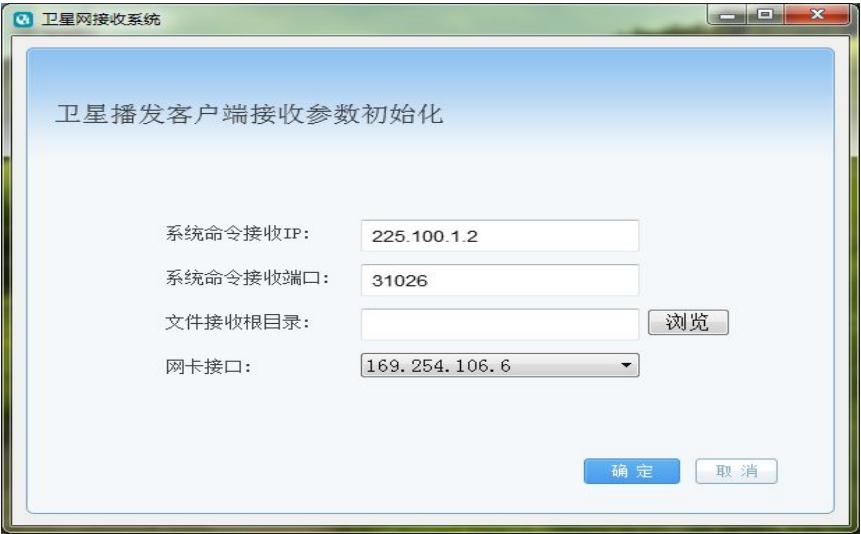 卫星网接收系统
卫星播发客户端接收参数初始化
系统命令接收IP: 225.100.1.2
系统命令接收端口: 31026
文件接收根目录: 浏览
网卡接口: 169.254.106.6
确定 取消